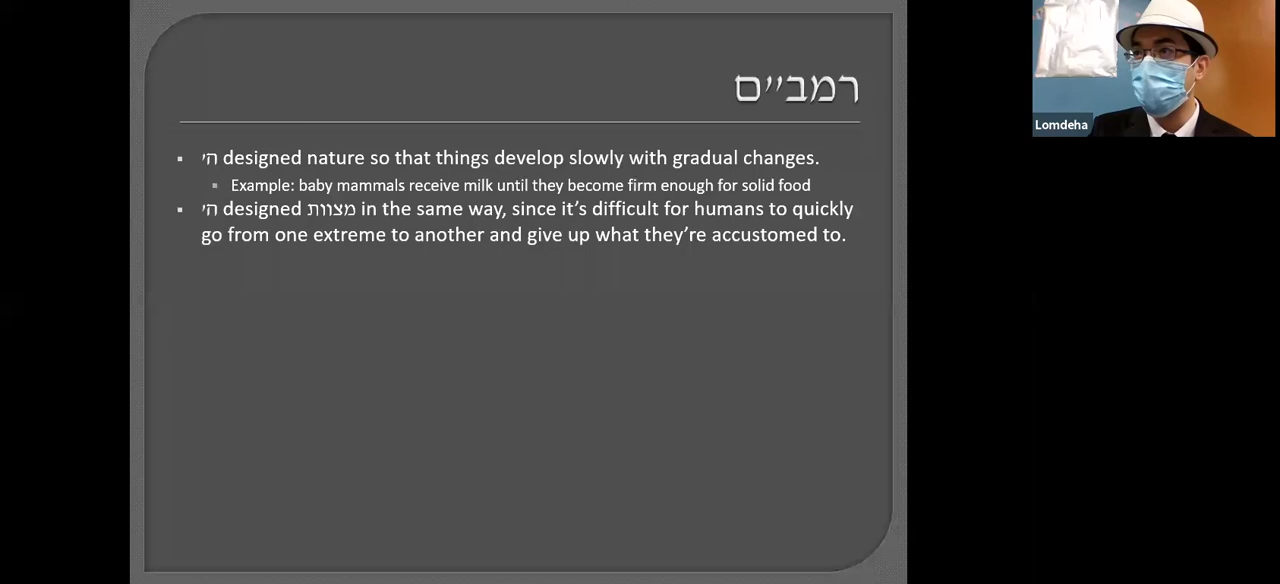 רמב''ם
ה' designed nature so that things develop slowly with gradual changes.
Example: baby mammals receive milk until they become firm enough for solid food
ה' designed מצוות in the same way, since it’s difficult for humans to quickly
go from one extreme to another and give up what they’re accustomed to.
Lomdeha